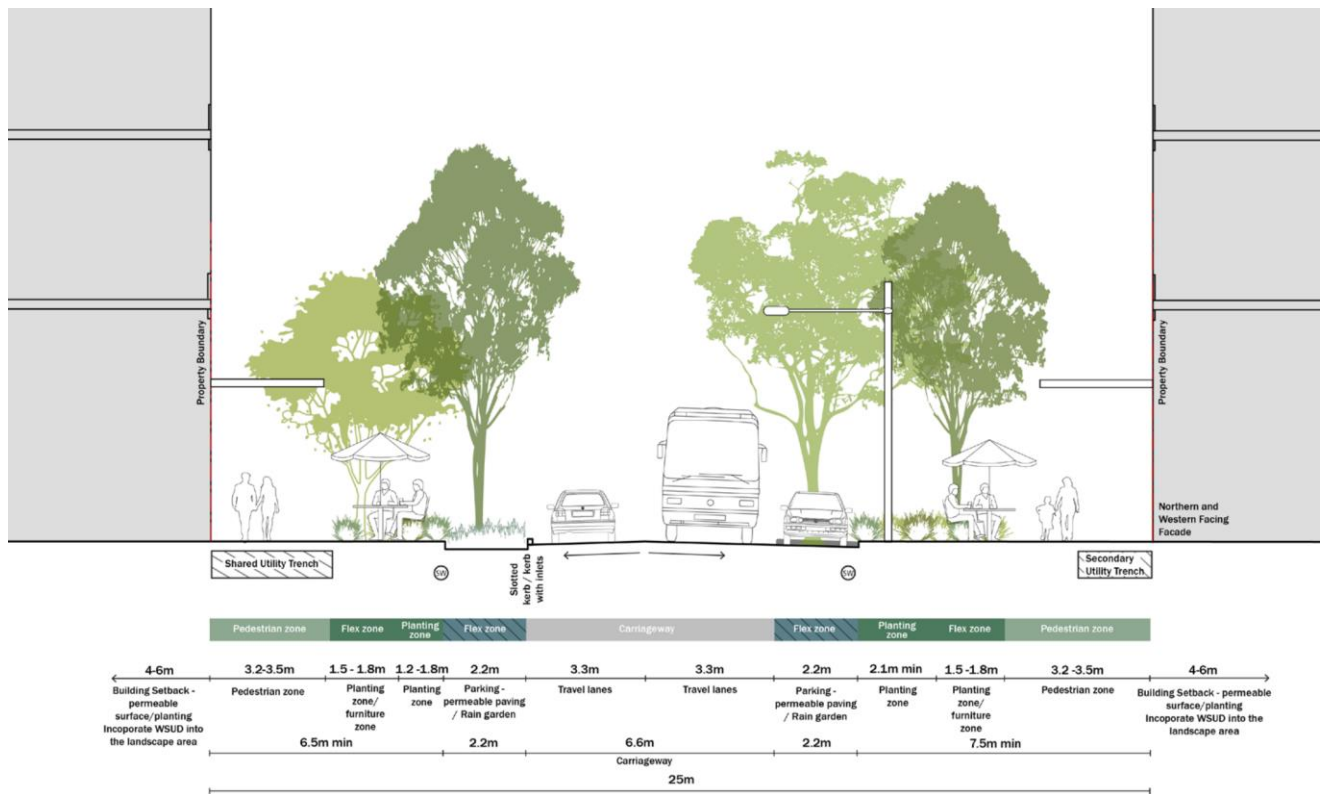 Property Boundary
Property Boundary
Northern and
Western Facing
Facade
Shared Utility Trench
SW
Slotted
kerb / kerb
with inlets
SW
Secondary
Utility Trench
Pedestrian zone
Flex zone
Planting
zone
Flex zone
Carriageway
Flex zone
Planting
zone
Flex zone
Pedestrian zone
4-6m
3.2-3.5m
1.5 - 1.8m
1.2 -1.8m
2.2m
3.3m
3.3m
2.2m
2.1m min
1.5 -1.8m
3.2 -3.5m
4-6m
Building Setback -
permeable
surface/planting
Incoporate WSUD into
the landscape area
Pedestrian zone
Planting
zone/
furniture
zone
Planting
zone
Parking -
permeable paving
/ Rain garden
Travel lanes
Travel lanes
Parking -
permeable paving
/ Rain garden
Planting
zone
Planting
zone/
furniture
zone
Pedestrian zone
Building Setback - permeable
surface/planting
Incoporate WSUD into the
landscape area
6.5m min
2.2m
6.6m
2.2m
7.5m min
Carriageway
25m